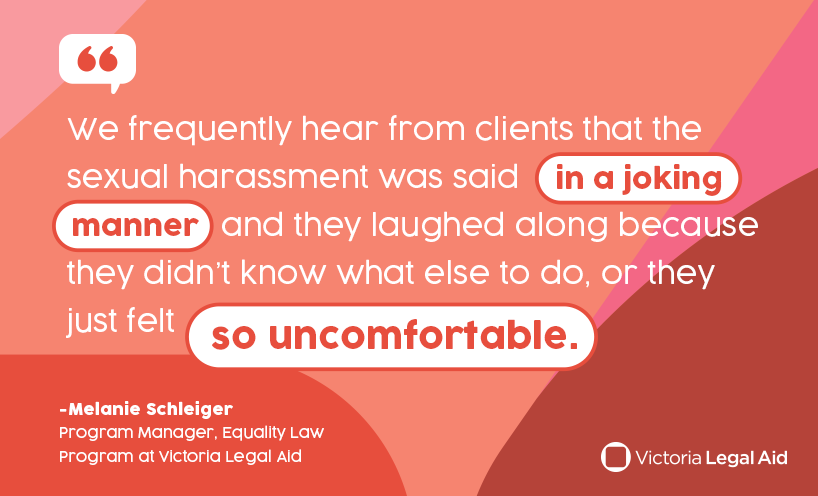 “
We frequently hear from clients that the
sexual harassment was said in a joking
manner and they laughed along because
they didn’t know what else to do, or they
just felt so uncomfortable.
-Melanie Schleiger
Program Manager, Equality Law
Program at Victoria Legal Aid
Victoria Legal Aid